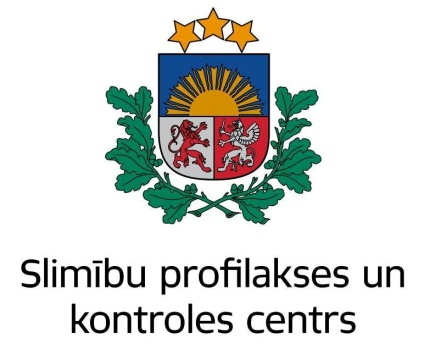 Slimību profilakses un
kontroles centrs